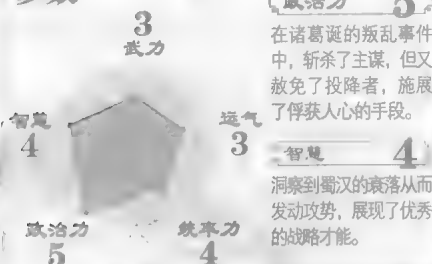 3
武力
智慧
4
运气
3
政治力
5
统率力
4
政治力 5
在诸葛诞的叛乱事件
中，斩杀了主谋，但又
赦免了投降者，施展
了俘获人心的手段。
智慧 4
洞察到蜀汉的衰落从而
发动攻势，展现了优秀
的战略才能。